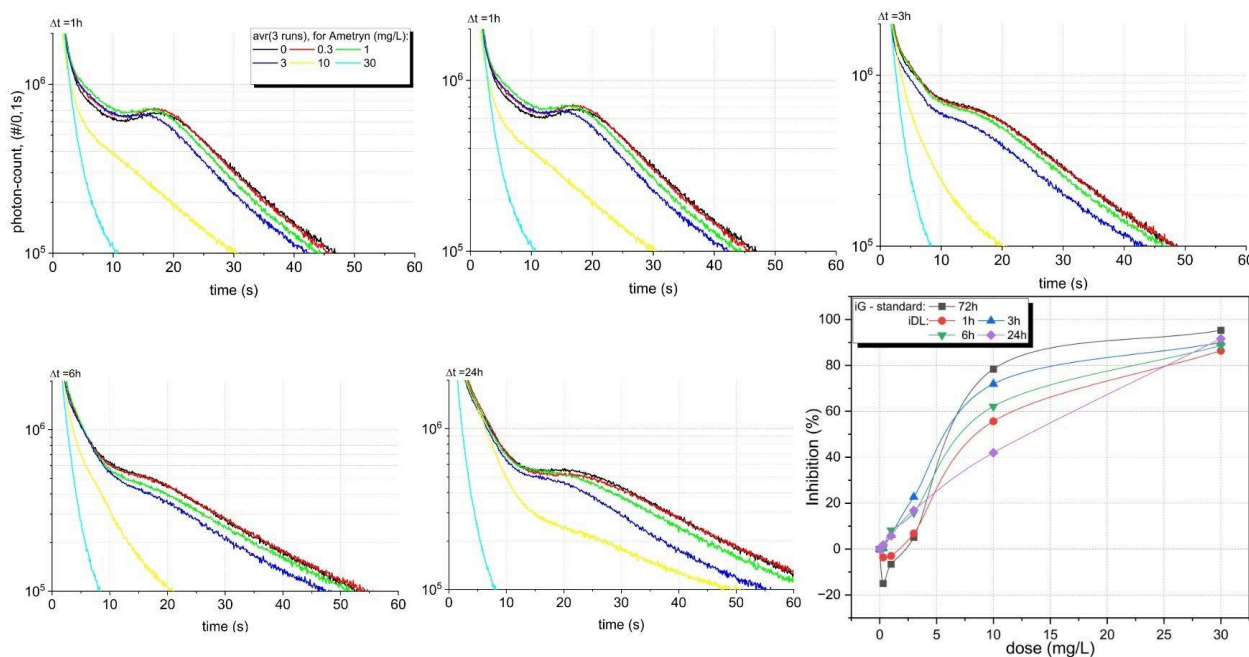 Δt =1h
avr(3 runs), for Ametryn (mg/L):
0 0.3 1
3 10 30
photon-count, (#/0,1s)
10^6
10^5
0 10 20 30 40 50 60
time (s)
Δt =1h
10^6
10^5
0 10 20 30 40 50 60
time (s)
Δt =3h
10^6
10^5
0 10 20 30 40 50 60
time (s)
Δt =6h
10^6
10^5
0 10 20 30 40 50 60
time (s)
Δt =24h
10^6
10^5
0 10 20 30 40 50 60
time (s)
iG - standard: 72h
iDL: 1h 3h
6h 24h
Inhibition (%)
100
80
60
40
20
0
−20
0 5 10 15 20 25 30
dose (mg/L)